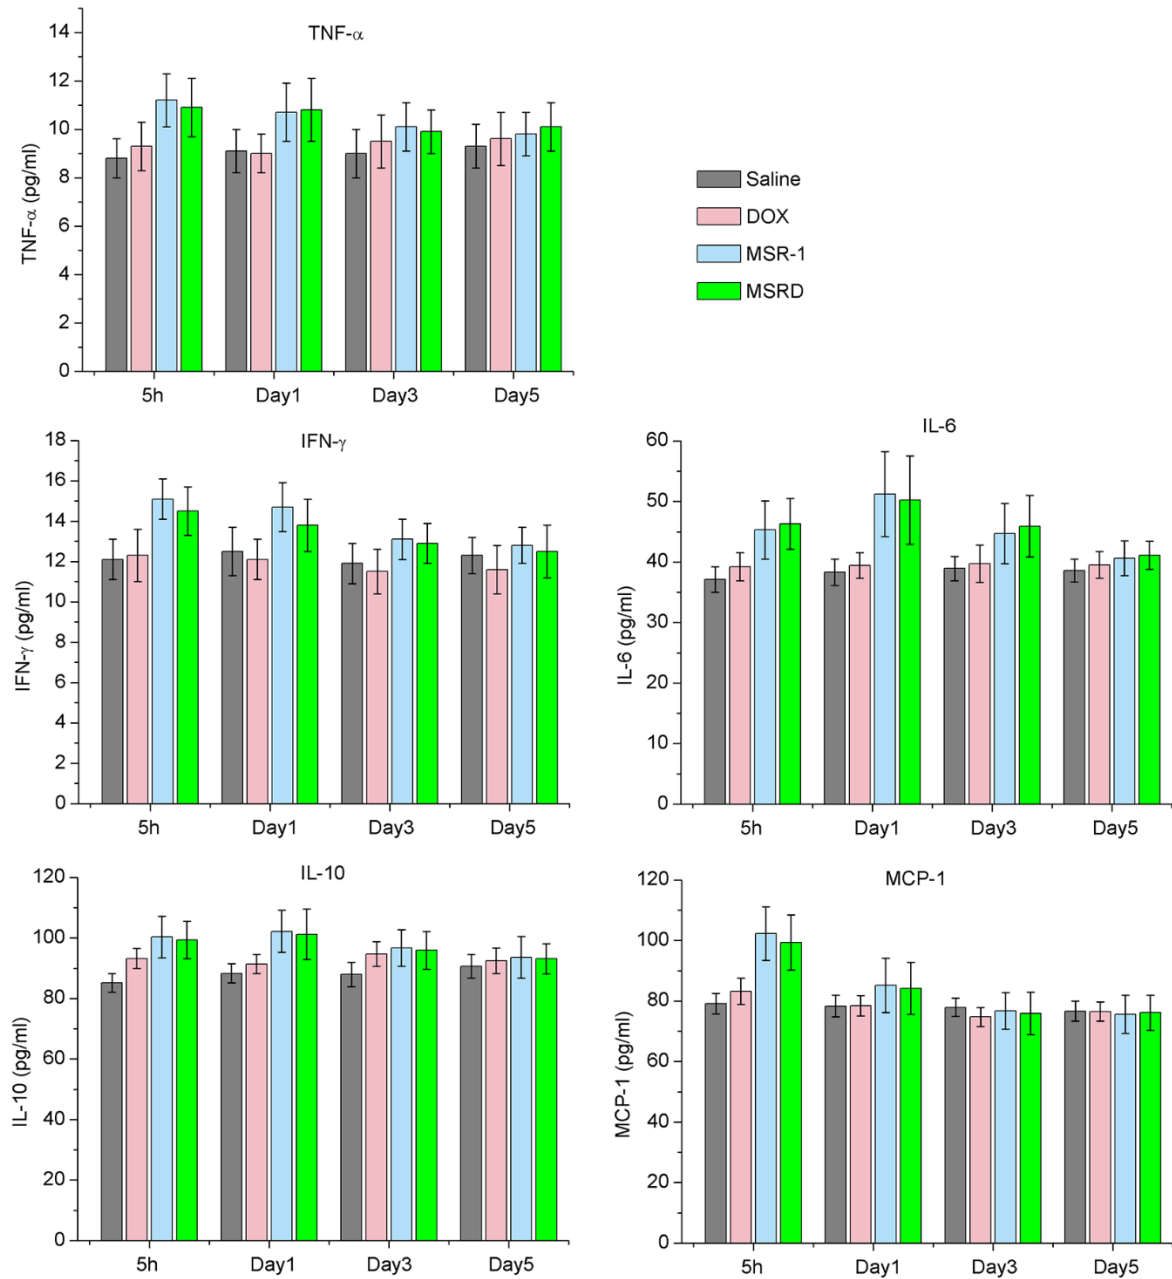 TNF-α
TNF-α (pg/ml)
14
12
10
8
6
4
2
0
5h Day1 Day3 Day5
Saline
DOX
MSR-1
MSRD
IFN-γ
IFN-γ (pg/ml)
18
16
14
12
10
8
6
4
2
0
5h Day1 Day3 Day5
IL-6
IL-6 (pg/ml)
60
50
40
30
20
10
0
5h Day1 Day3 Day5
IL-10
IL-10 (pg/ml)
120
100
80
60
40
20
0
5h Day1 Day3 Day5
MCP-1
MCP-1 (pg/ml)
120
100
80
60
40
20
0
5h Day1 Day3 Day5